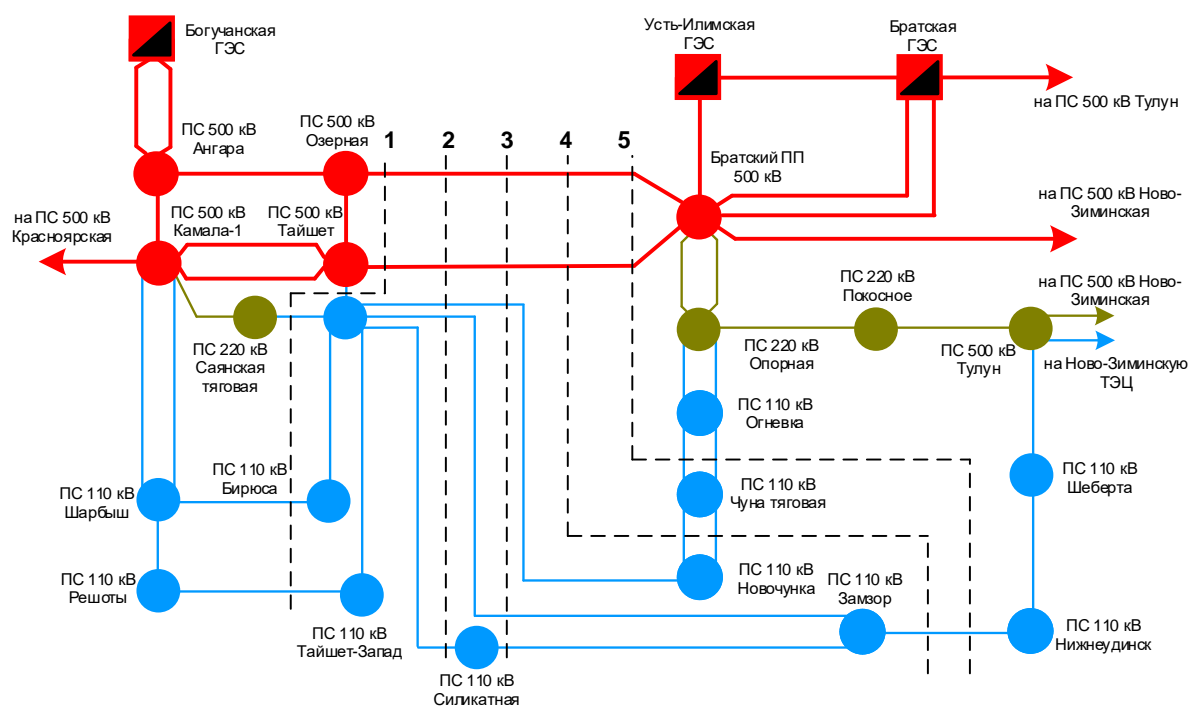 Богучанская
ГЭС
Усть-Илимская
ГЭС
Братская
ГЭС
на ПС 500 кВ Тулун
ПС 500 кВ
Ангара
ПС 500 кВ
Озерная
1
2
3
4
5
Братский ПП
500 кВ
на ПС 500 кВ
Красноярская
ПС 500 кВ
Камала-1
ПС 500 кВ
Тайшет
на ПС 500 кВ Ново-
Зиминская
ПС 220 кВ
Саянская
тяговая
ПС 220 кВ
Опорная
ПС 220 кВ
Покосное
ПС 500 кВ
Тулун
на ПС 500 кВ Ново-
Зиминская
на Ново-Зиминскую
ТЭЦ
ПС 110 кВ
Огневка
ПС 110 кВ
Шарбыш
ПС 110 кВ
Бирюса
ПС 110 кВ
Чуна тяговая
ПС 110 кВ
Шеберта
ПС 110 кВ
Решоты
ПС 110 кВ
Тайшет-Запад
ПС 110 кВ
Новочунка
ПС 110 кВ
Замзор
ПС 110 кВ
Нижнеудинск
ПС 110 кВ
Силикатная